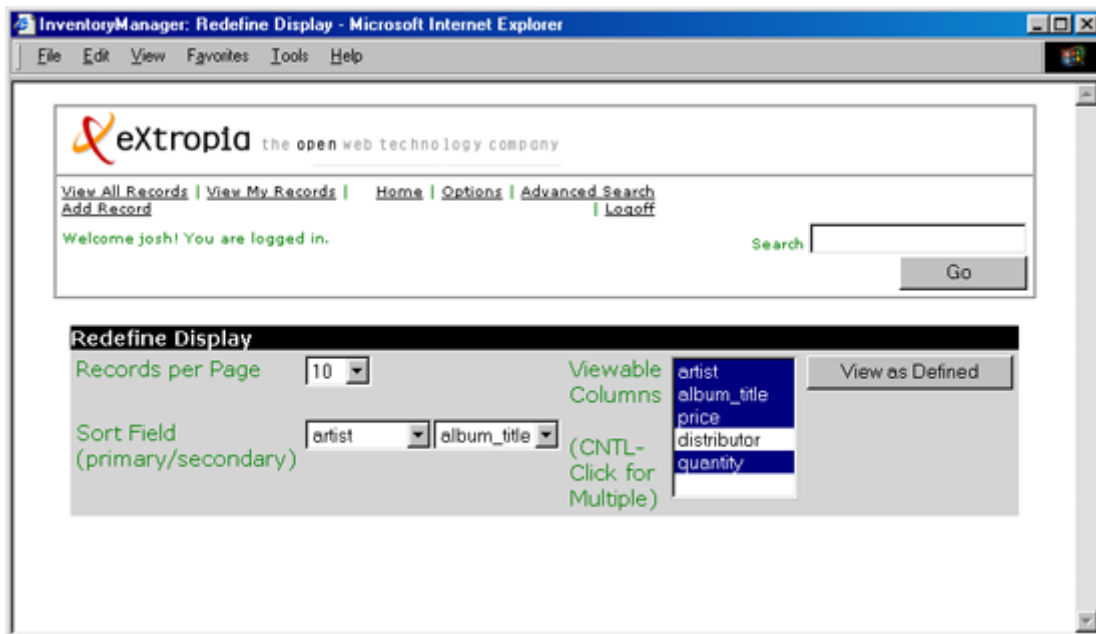 InventoryManager: Redefine Display - Microsoft Internet Explorer
File Edit View Favorites Tools Help
eXtropia the open web technology company
View All Records | View My Records | Home | Options | Advanced Search
Add Record | Logoff
Welcome josh! You are logged in.
Search
Go
Redefine Display
Records per Page 10
Sort Field
(primary/secondary) artist album_title
Viewable
Columns
(CNTL-
Click for
Multiple)
artist
album_title
price
distributor
quantity
View as Defined